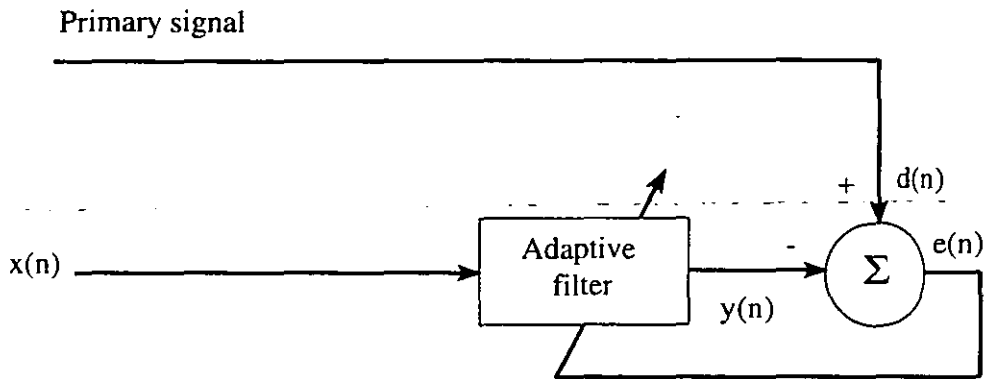 Primary signal
+
d(n)
x(n)
Adaptive
filter
-
Σ
e(n)
y(n)